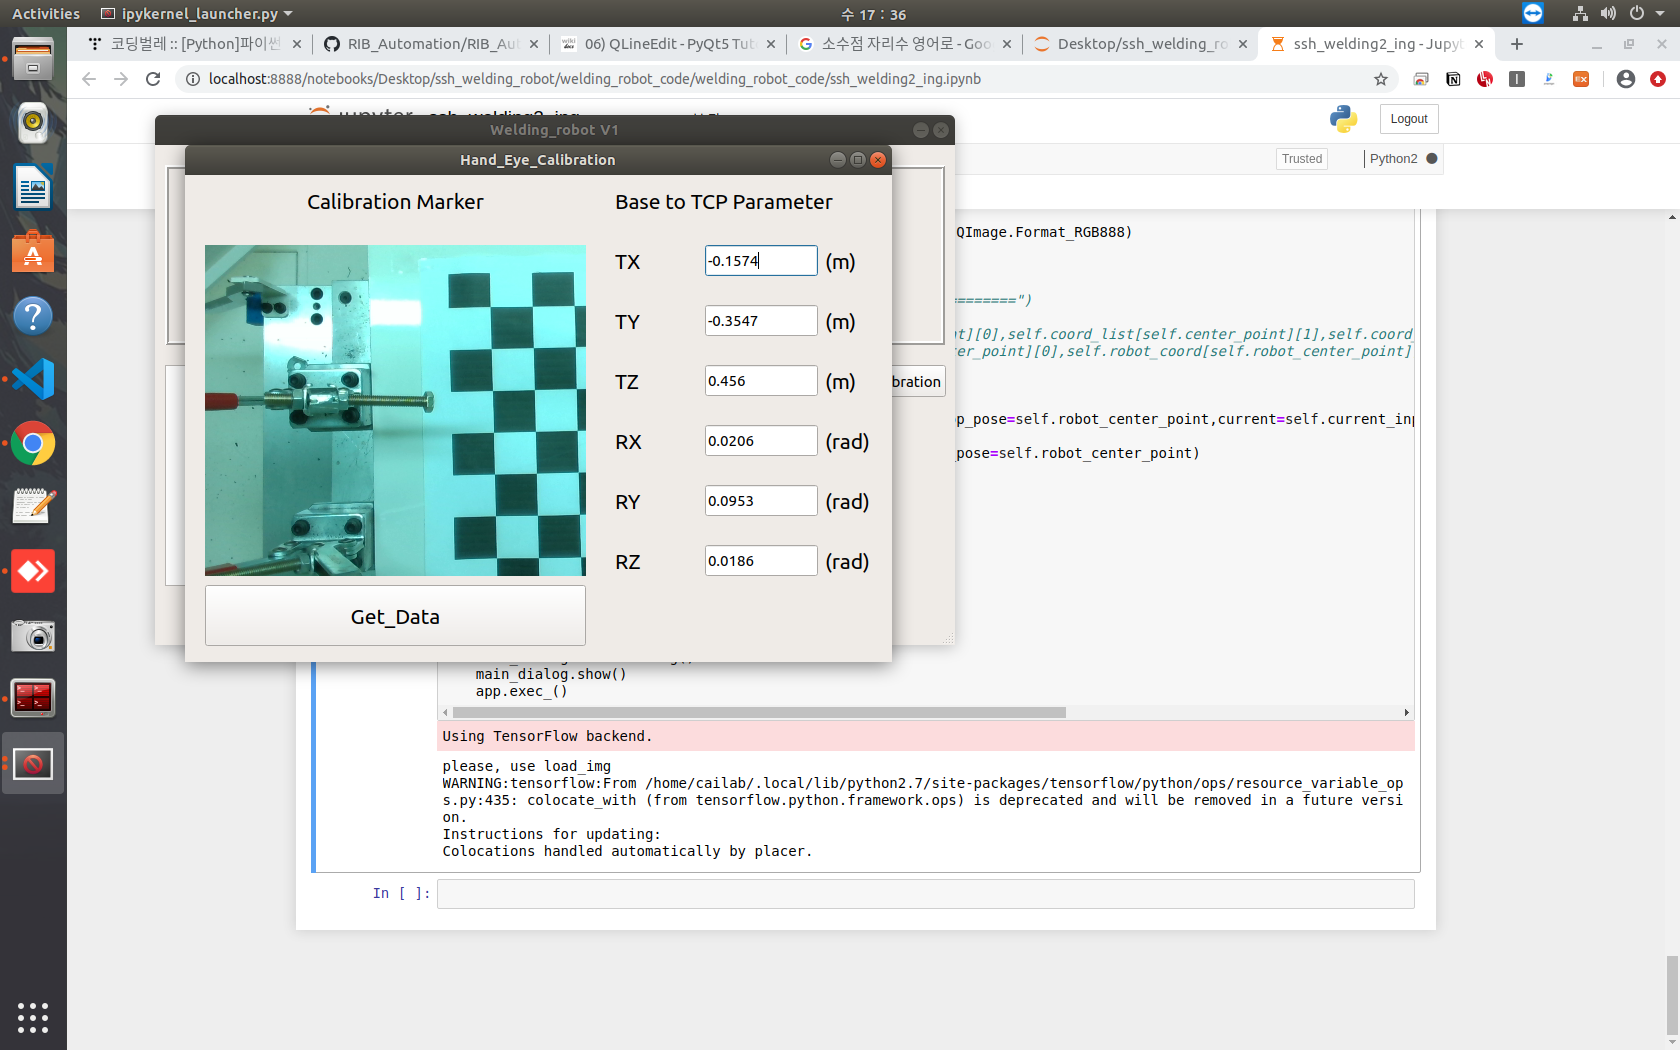 Activities
ipykernel_launcher.py
수 17 : 36
코딩벌레 :: [Python]파이썬
RIB_Automation/RIB_Aut
06) QLineEdit - PyQt5 Tut
소수점 자리수 영어로 - Goo
Desktop/ssh_welding_ro
ssh_welding2_ing - Jupyt
localhost:8888/notebooks/Desktop/ssh_welding_robot/welding_robot_code/welding_robot_code/ssh_welding2_ing.ipynb
Logout
Trusted
Python2
Welding_robot V1
Hand_Eye_Calibration
Calibration Marker
Base to TCP Parameter
TX -0.1574 (m)
TY -0.3547 (m)
TZ 0.456 (m)
RX 0.0206 (rad)
RY 0.0953 (rad)
RZ 0.0186 (rad)
Get_Data
bration
QImage.Format_RGB888)
========")
nt][0],self.coord_list[self.center_point][1],self.coord_
er_point][0],self.robot_coord[self.robot_center_point]
op_pose=self.robot_center_point,current=self.current_inp
pose=self.robot_center_point)
main_dialog.show()
app.exec_()
Using TensorFlow backend.
please, use load_img
WARNING:tensorflow:From /home/cailab/.local/lib/python2.7/site-packages/tensorflow/python/ops/resource_variable_op
s.py:435: colocate_with (from tensorflow.python.framework.ops) is deprecated and will be removed in a future versi
on.
Instructions for updating:
Colocations handled automatically by placer.
In [ ]: